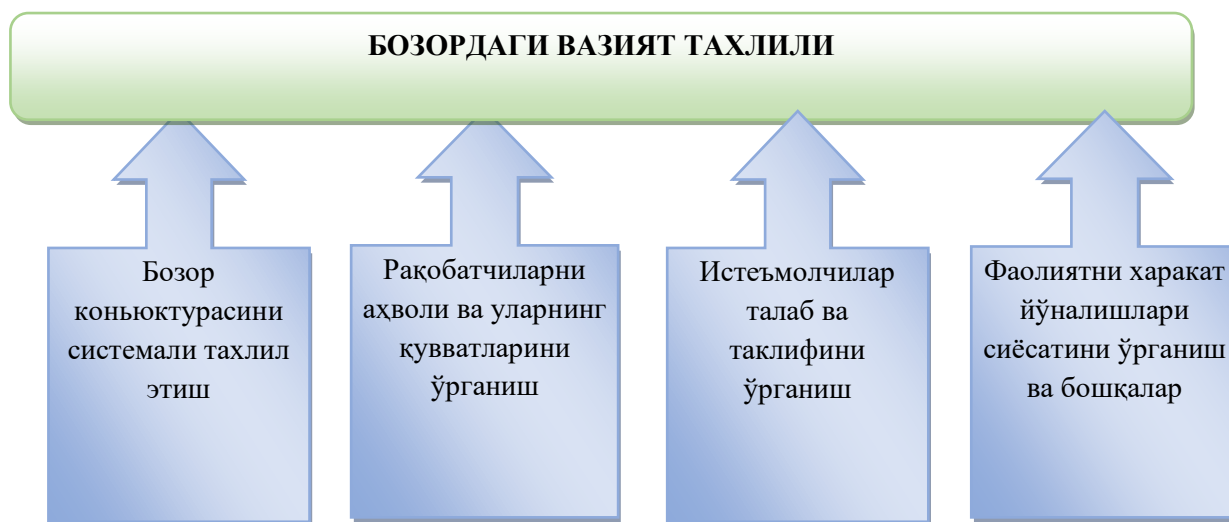 БОЗОРДАГИ ВАЗИЯТ ТАХЛИЛИ
Бозор
коньюктурасини
системали тахлил
этиш
Рақобатчиларни
аҳволи ва уларнинг
қувватларини
ўрганиш
Истеъмолчилар
талаб ва
таклифини
ўрганиш
Фаолиятни харакат
йўналишлари
сиёсатини ўрганиш
ва бошқалар